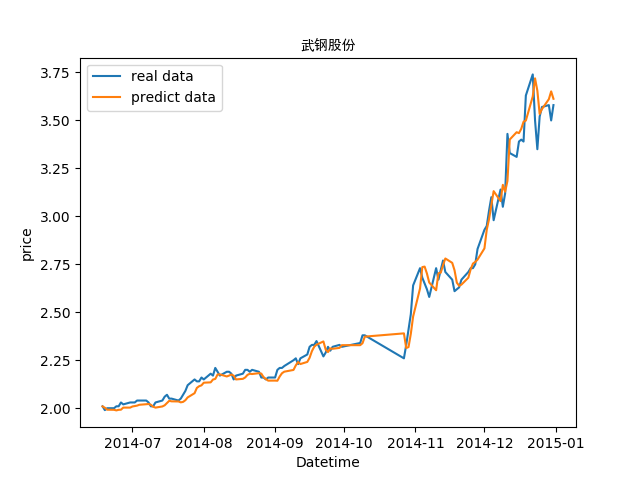 武钢股份
real data
predict data
price
3.75
3.50
3.25
3.00
2.75
2.50
2.25
2.00
2014-07 2014-08 2014-09 2014-10 2014-11 2014-12 2015-01
Datetime